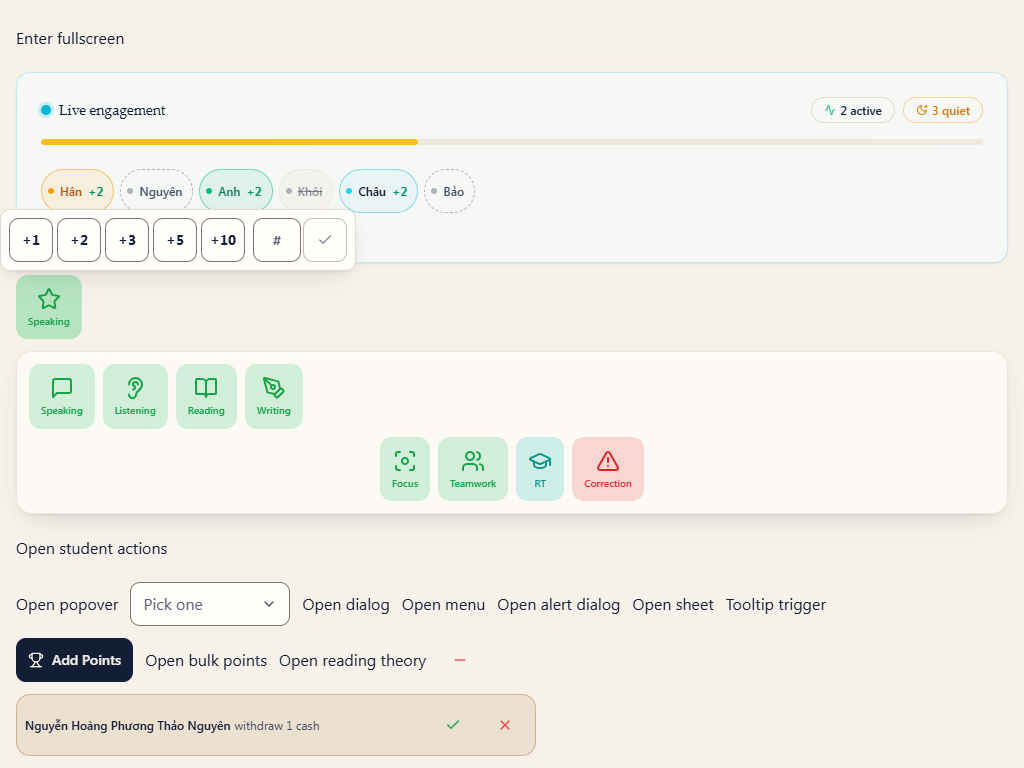 Enter fullscreen
Live engagement
2 active
3 quiet
Hân +2
Nguyên
Anh +2
Khôi
Châu +2
Bảo
+1
+2
+3
+5
+10
#
Speaking
Speaking
Listening
Reading
Writing
Focus
Teamwork
RT
Correction
Open student actions
Open popover
Pick one
Open dialog
Open menu
Open alert dialog
Open sheet
Tooltip trigger
Add Points
Open bulk points
Open reading theory
Nguyễn Hoàng Phương Thảo Nguyên withdraw 1 cash